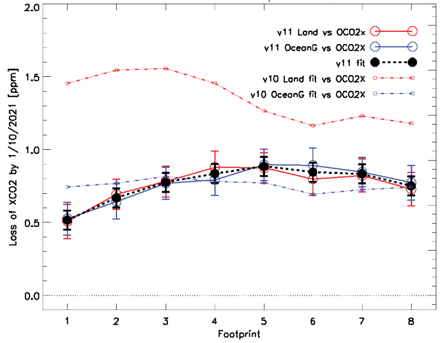 2.0
1.5
1.0
0.5
0.0
Loss of XCO2 by 1/10/2021 [ppm]
v11 Land vs OCO2x
v11 OceanG vs OCO2X
v11 fit
v10 Land fit vs OCO2X
v10 OceanG fit vs OCO2X
1 2 3 4 5 6 7 8
Footprint